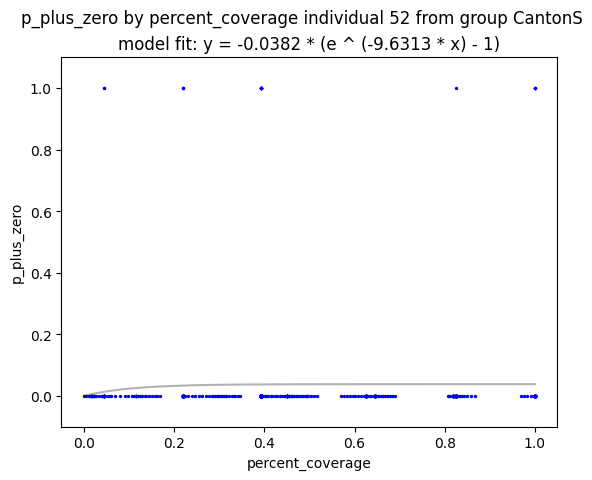 p_plus_zero by percent_coverage individual 52 from group CantonS
model fit: y = -0.0382 * (e ^ (-9.6313 * x) - 1)
1.0
0.8
0.6
0.4
0.2
0.0
p_plus_zero
0.0 0.2 0.4 0.6 0.8 1.0
percent_coverage